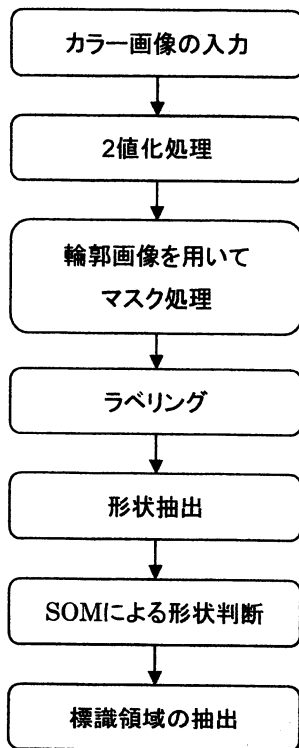 カラー画像の入力
2値化処理
輪郭画像を用いて
マスク処理
ラベリング
形状抽出
SOMによる形状判断
標識領域の抽出